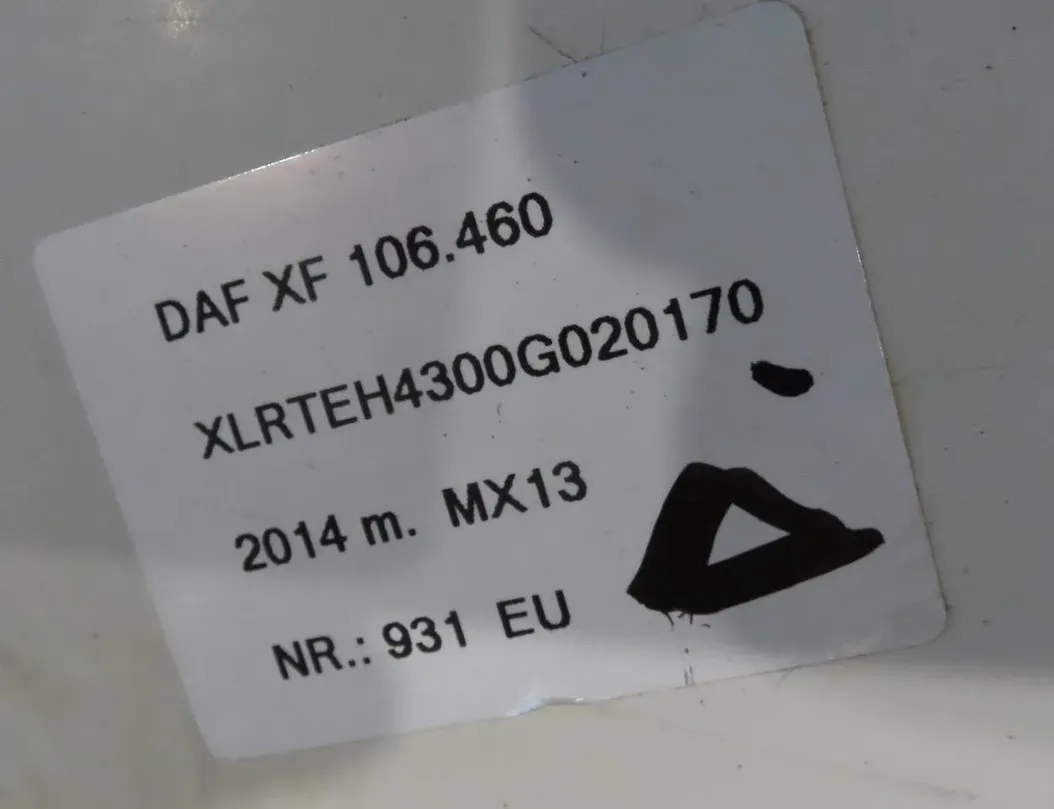 DAF XF 106.460
XLRTEH4300G020170
2014 m. MX13
NR.: 931 EU